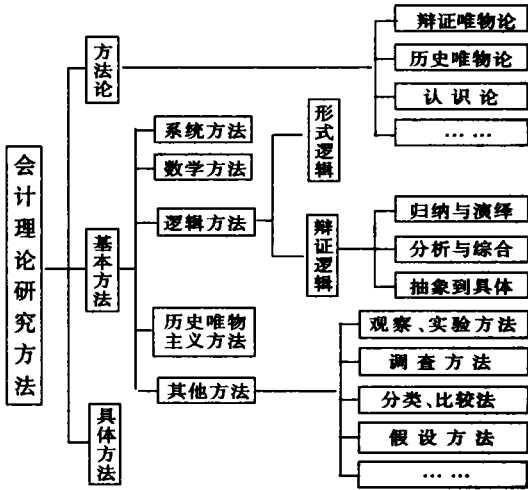 会计理论研究方法
方法论
辩证唯物论
历史唯物论
认识论
……
基本方法
系统方法
数学方法
逻辑方法
形式逻辑
辩证逻辑
归纳与演绎
分析与综合
抽象到具体
历史唯物
主义方法
其他方法
观察、实验方法
调查方法
分类、比较法
假设方法
……
具体方法